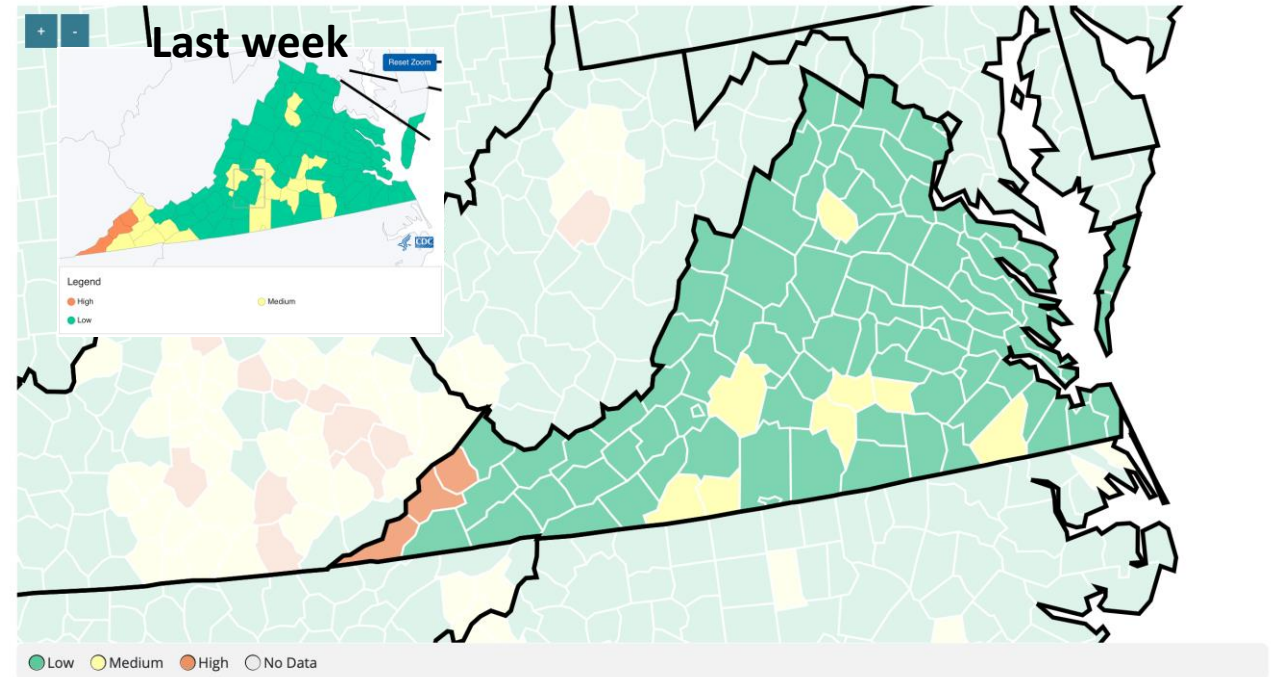 + -
Last week
Reset Zoom
CDC
Legend
High Medium
Low
Low Medium High No Data